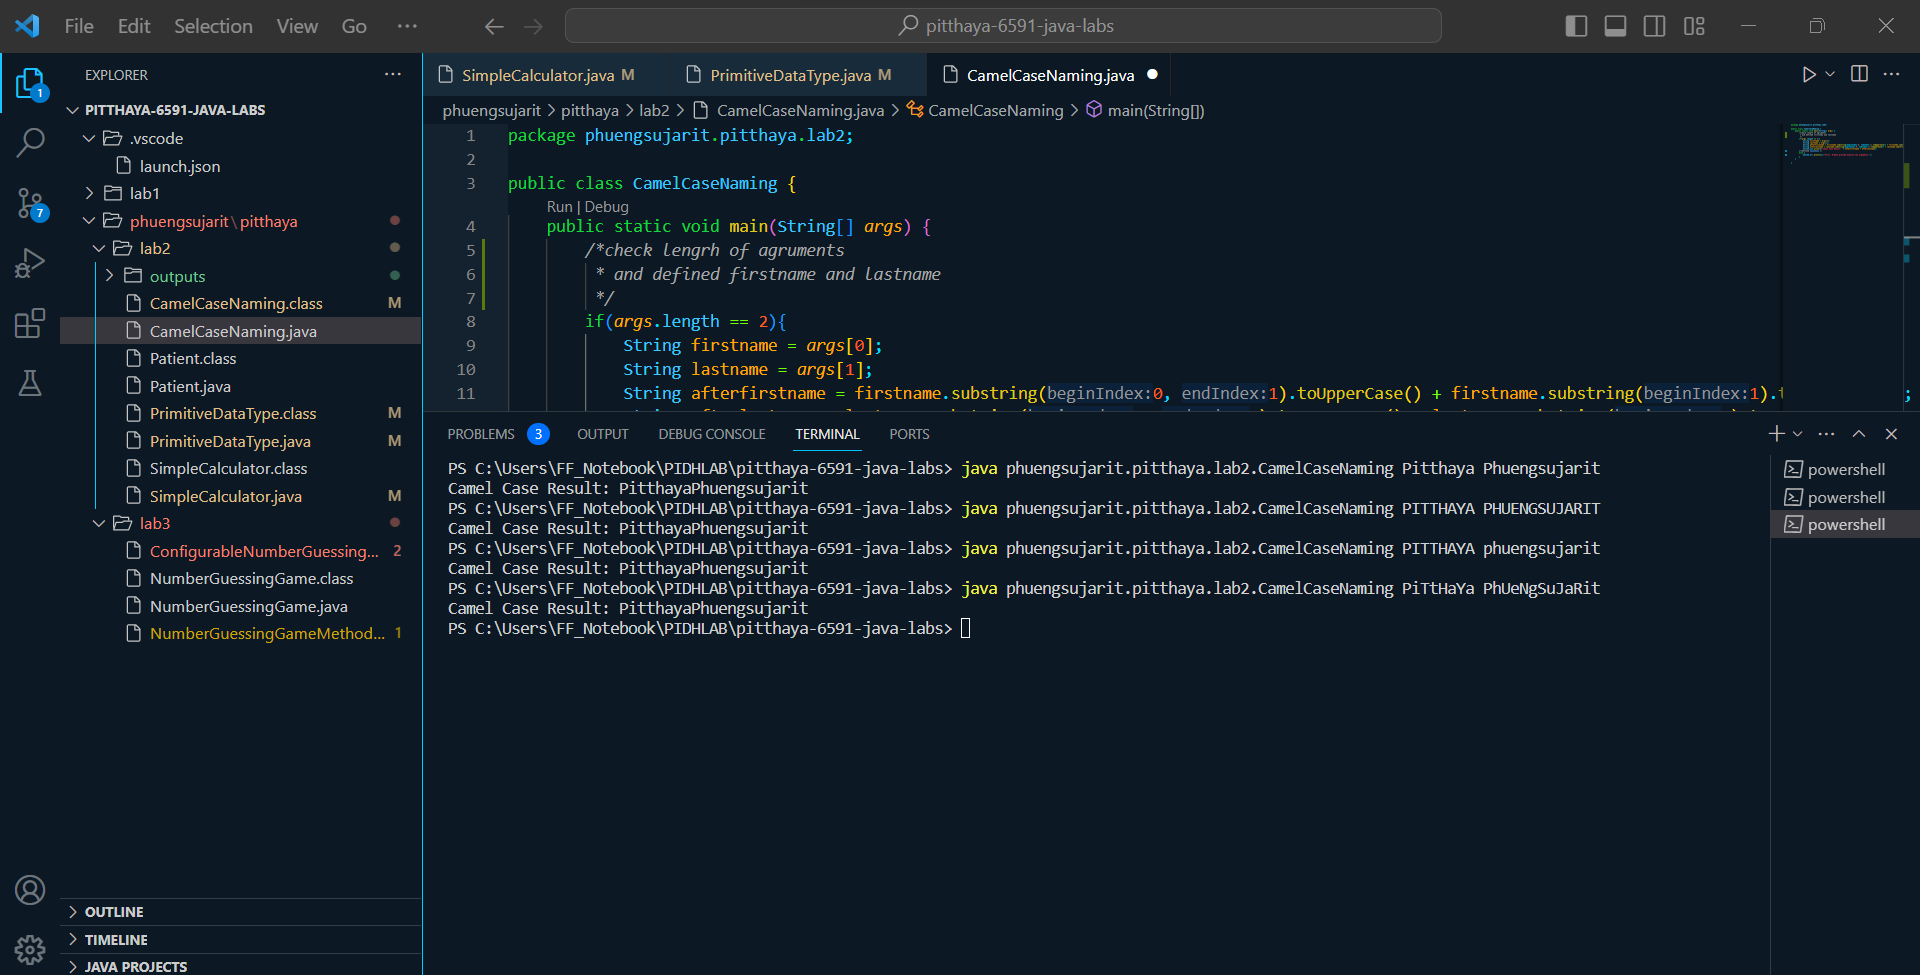 File Edit Selection View Go ···
pitthaya-6591-java-labs
EXPLORER ···
PITTHAYA-6591-JAVA-LABS
.vscode
launch.json
lab1
phuengsujarit\pitthaya
lab2
outputs
CamelCaseNaming.class M
CamelCaseNaming.java
Patient.class
Patient.java
PrimitiveDataType.class M
PrimitiveDataType.java M
SimpleCalculator.class
SimpleCalculator.java M
lab3
ConfigurableNumberGuessing... 2
NumberGuessingGame.class
NumberGuessingGame.java
NumberGuessingGameMethod... 1
OUTLINE
TIMELINE
JAVA PROJECTS
1
7
SimpleCalculator.java M PrimitiveDataType.java M CamelCaseNaming.java
phuengsujarit > pitthaya > lab2 > CamelCaseNaming.java > CamelCaseNaming > main(String[])
1 package phuengsujarit.pitthaya.lab2;
2
3 public class CamelCaseNaming {
Run | Debug
4 public static void main(String[] args) {
5 /*check lengrh of agruments
6 * and defined firstname and lastname
7 */
8 if(args.length == 2){
9 String firstname = args[0];
10 String lastname = args[1];
11 String afterfirstname = firstname.substring(beginIndex:0, endIndex:1).toUpperCase() + firstname.substring(beginIndex:1).t
PROBLEMS 3 OUTPUT DEBUG CONSOLE TERMINAL PORTS
PS C:\Users\FF_Notebook\PIDHLAB\pitthaya-6591-java-labs> java phuengsujarit.pitthaya.lab2.CamelCaseNaming Pitthaya Phuengsujarit
Camel Case Result: PitthayaPhuengsujarit
PS C:\Users\FF_Notebook\PIDHLAB\pitthaya-6591-java-labs> java phuengsujarit.pitthaya.lab2.CamelCaseNaming PITTHAYA PHUENGSUJARIT
Camel Case Result: PitthayaPhuengsujarit
PS C:\Users\FF_Notebook\PIDHLAB\pitthaya-6591-java-labs> java phuengsujarit.pitthaya.lab2.CamelCaseNaming PITTHAYA phuengsujarit
Camel Case Result: PitthayaPhuengsujarit
PS C:\Users\FF_Notebook\PIDHLAB\pitthaya-6591-java-labs> java phuengsujarit.pitthaya.lab2.CamelCaseNaming PiTtHaYa PhUeNgSuJaRit
Camel Case Result: PitthayaPhuengsujarit
PS C:\Users\FF_Notebook\PIDHLAB\pitthaya-6591-java-labs>
powershell
powershell
powershell